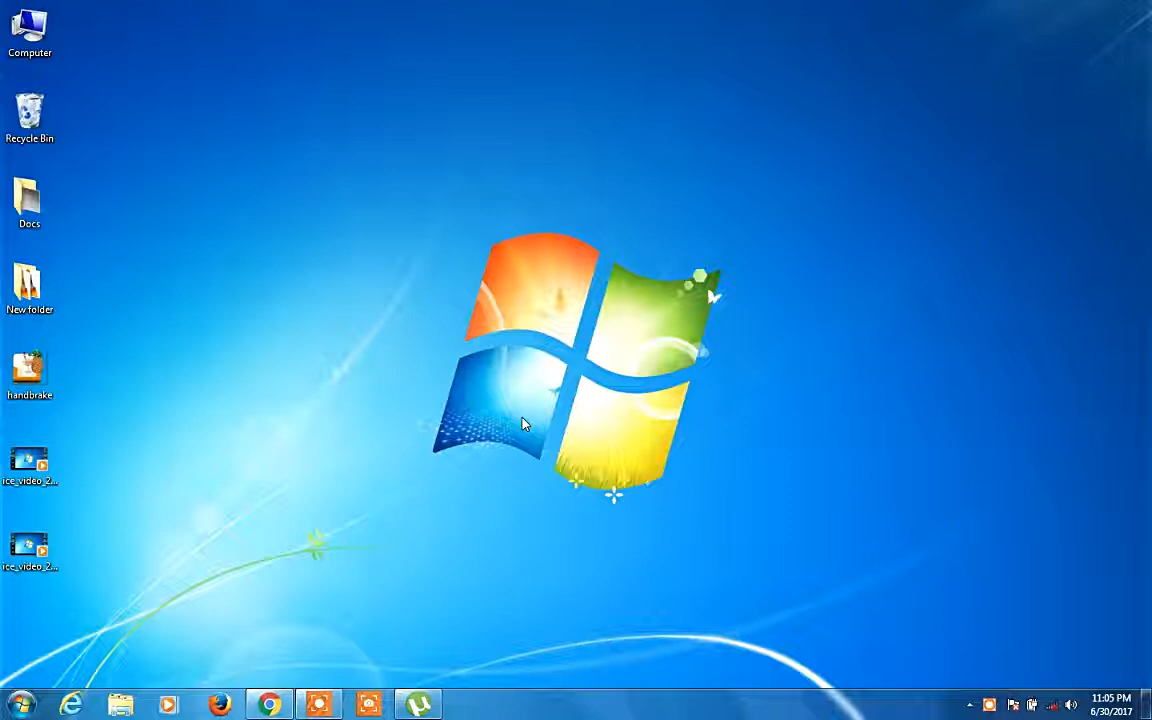 Computer
Recycle Bin
Docs
New folder
handbrake
ice_video_2...
ice_video_2...
11:05 PM
6/30/2017